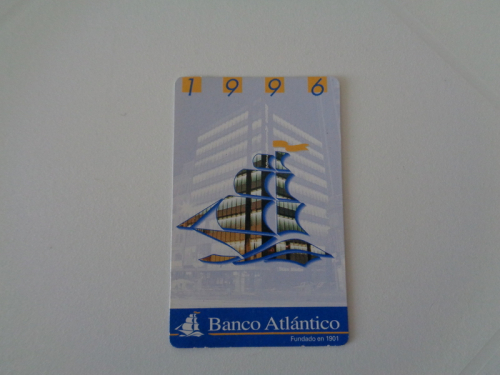 1996
Banco Atlántico
Fundado en 1901